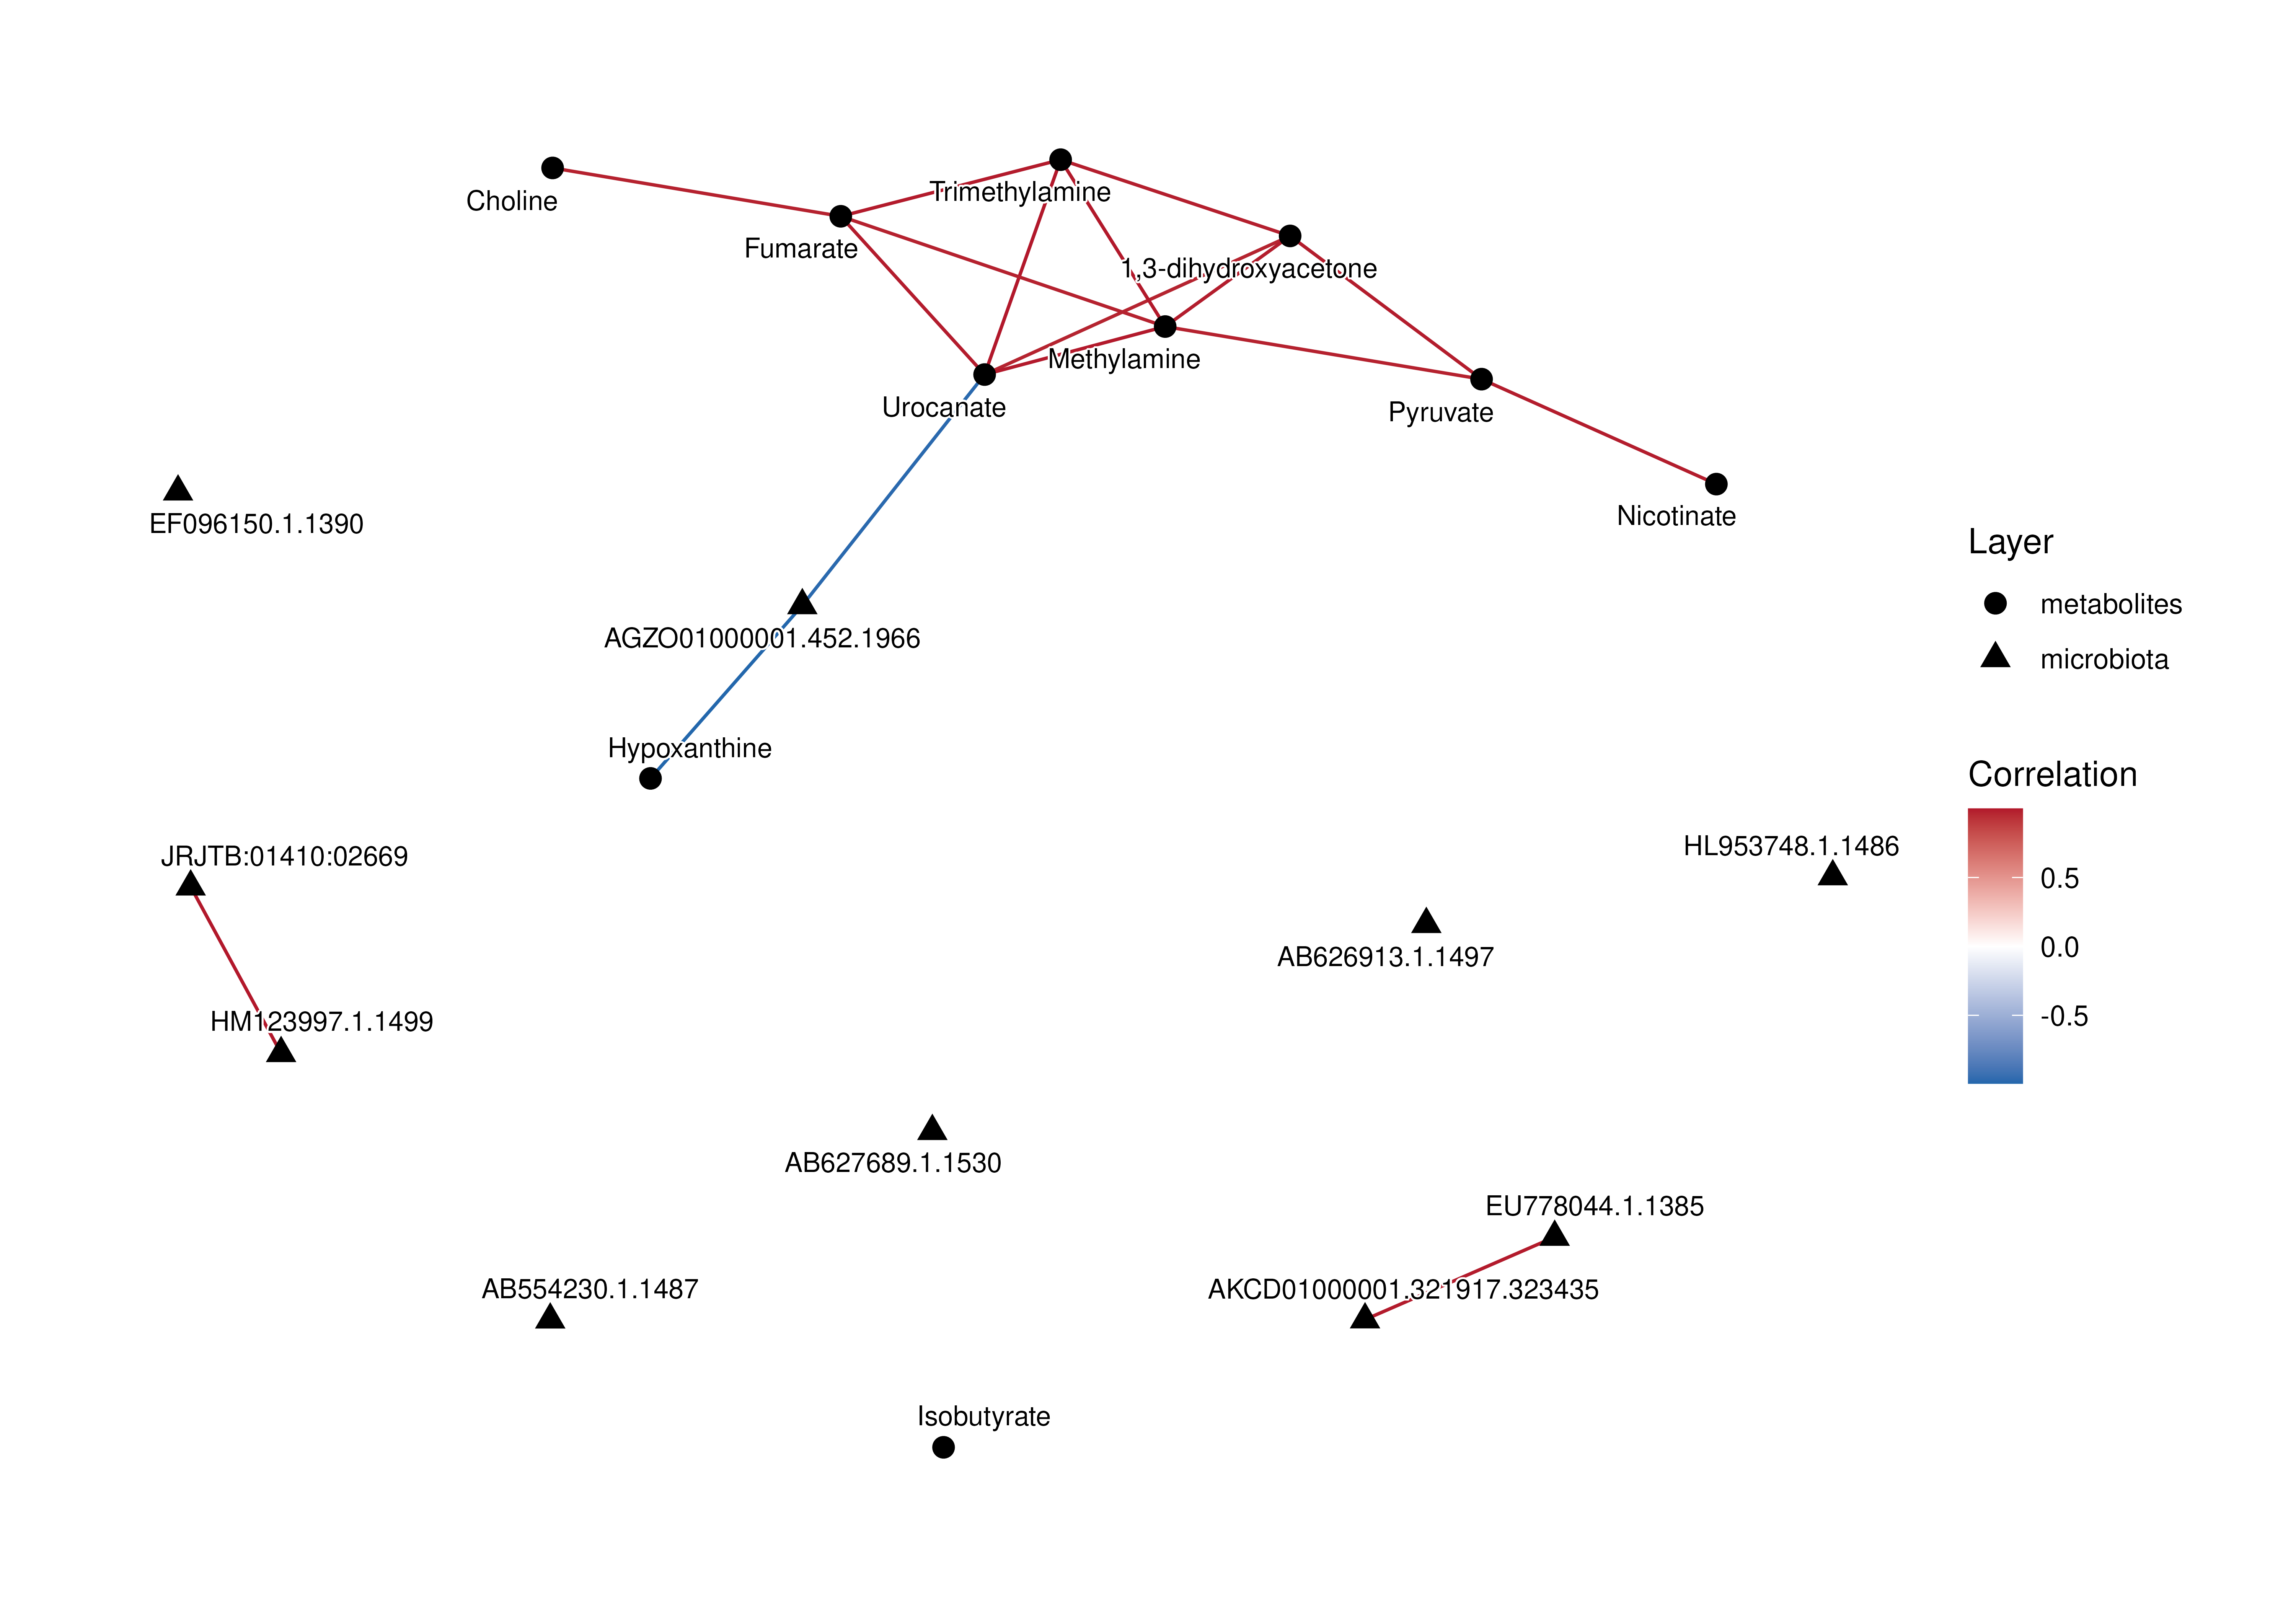 Choline
Trimethylamine
Fumarate
1,3-dihydroxyacetone
Methylamine
Urocanate
Pyruvate
Nicotinate
EF096150.1.1390
AGZO01000001.452.1966
Hypoxanthine
JRJTB:01410:02669
HL953748.1.1486
AB626913.1.1497
HM123997.1.1499
AB627689.1.1530
EU778044.1.1385
AB554230.1.1487
AKCD01000001.321917.323435
Isobutyrate
Layer
metabolites
microbiota
Correlation
0.5
0.0
-0.5